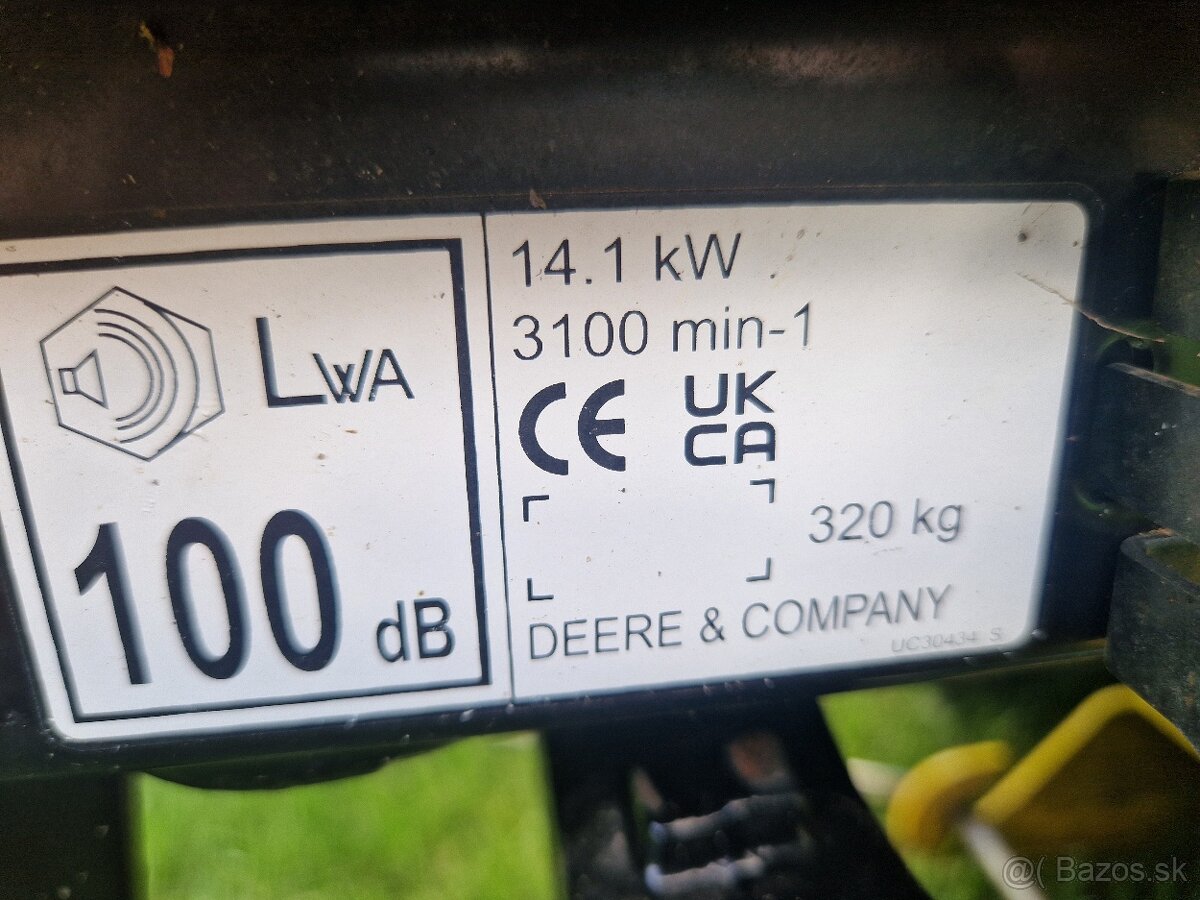 LWA
100 dB
14.1 kW
3100 min-1
CE UK
CA
320 kg
DEERE & COMPANY
UC30434 S
@( Bazos.sk